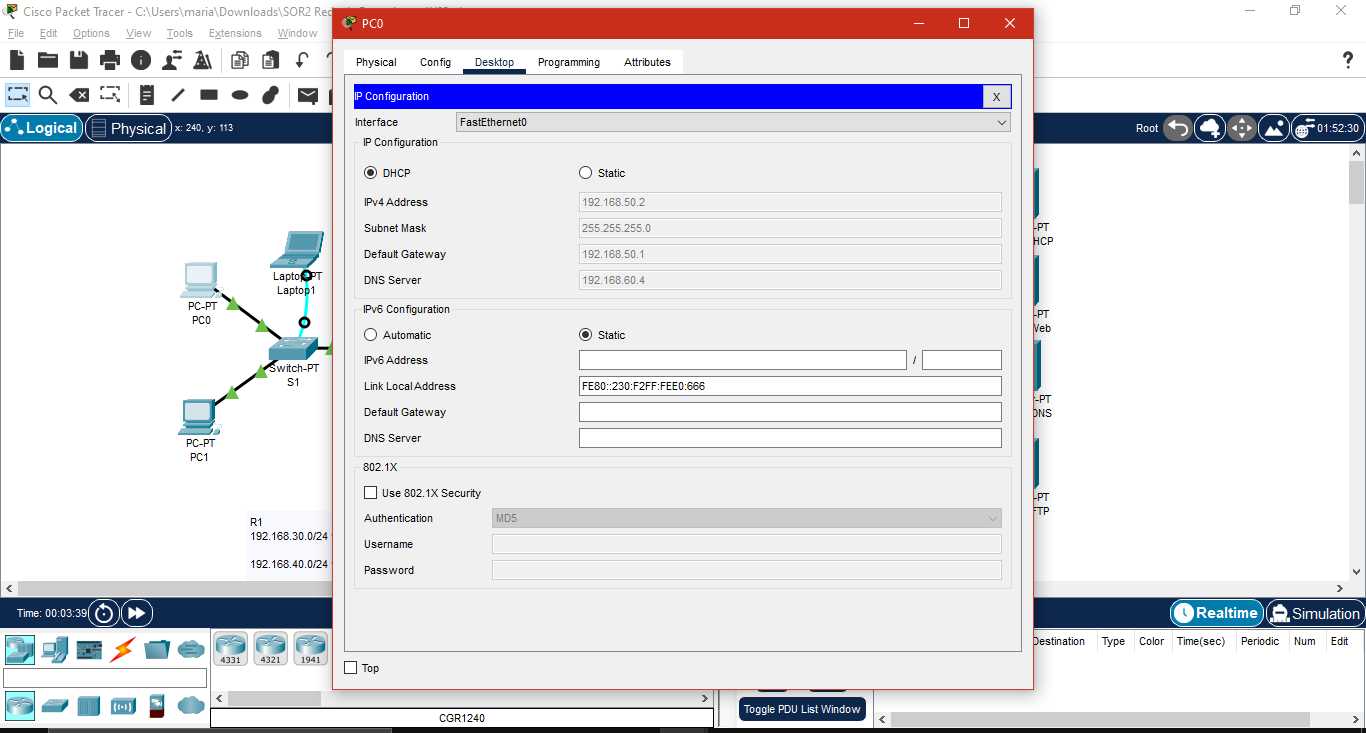 Cisco Packet Tracer - C:\Users\maria\Downloads\SOR2
PC0
File Edit Options View Tools Extensions Window
?
Physical Config Desktop Programming Attributes
IP Configuration
X
Interface
FastEthernet0
Logical
Physical
x: 240, y: 113
Root
01:52:30
IP Configuration
DHCP
Static
IPv4 Address
192.168.50.2
Subnet Mask
255.255.255.0
Default Gateway
192.168.50.1
DNS Server
192.168.60.4
IPv6 Configuration
Automatic
Static
IPv6 Address
/
Link Local Address
FE80::230:F2FF:FEE0:666
Default Gateway
DNS Server
802.1X
Use 802.1X Security
Authentication
MD5
Username
Password
Top
Laptop-PT
Laptop1
PC-PT
PC0
Switch-PT
S1
PC-PT
PC1
R1
192.168.30.0/24
192.168.40.0/24
-PT
HCP
-PT
Web
-PT
DNS
-PT
FTP
Time: 00:03:39
Realtime
Simulation
4331
4321
1941
CGR1240
Destination Type Color Time(sec) Periodic Num Edit
Toggle PDU List Window